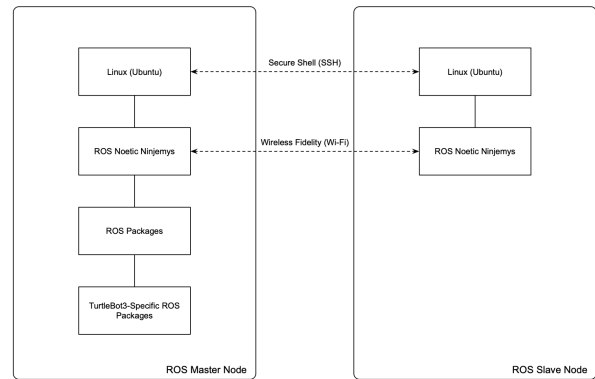 Secure Shell (SSH)
Linux (Ubuntu)
Linux (Ubuntu)
Wireless Fidelity (Wi-Fi)
ROS Noetic Ninjemys
ROS Noetic Ninjemys
ROS Packages
TurtleBot3-Specific ROS
Packages
ROS Master Node
ROS Slave Node